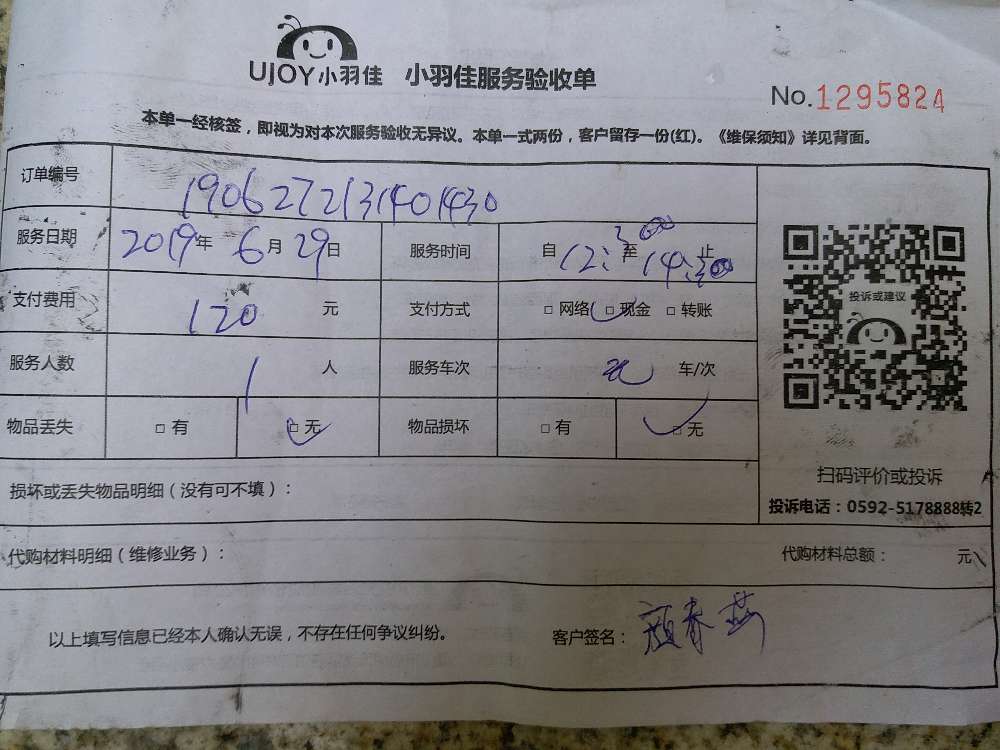 UJOY小羽佳 小羽佳服务验收单
No.1295824
本单一经核签，即视为对本次服务验收无异议。本单一式两份，客户留存一份(红)。《维保须知》详见背面。
订单编号 1906272131401430
服务日期 2019年 6月 29日 服务时间 自 12: 至 14: 止
支付费用 120 元 支付方式 □ 网络 □ 现金 □ 转账
服务人数 1 人 服务车次 车/次
物品丢失 □ 有 □ 无 物品损坏 □ 有 □ 无
投诉或建议
扫码评价或投诉
投诉电话：0592-5178888转2
损坏或丢失物品明细（没有可不填）：
代购材料明细（维修业务）： 代购材料总额： 元
以上填写信息已经本人确认无误，不存在任何争议纠纷。 客户签名：颜春燕